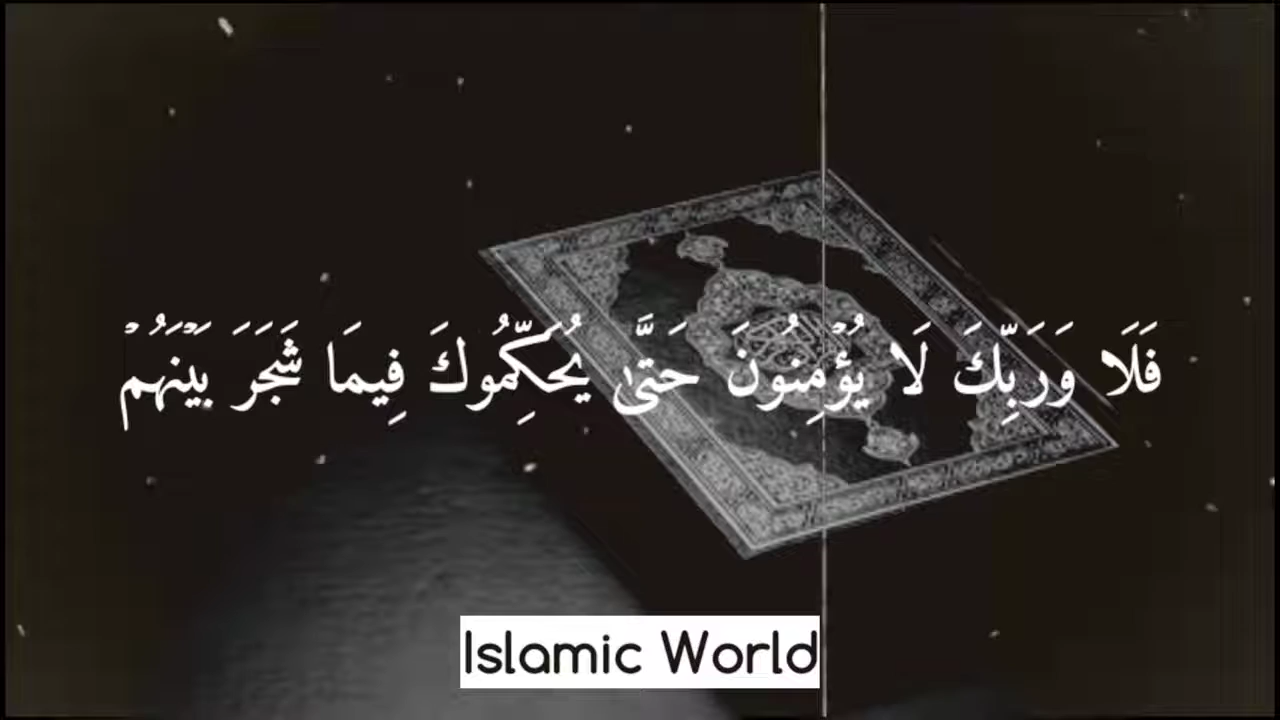 فَلَا وَرَبِّكَ لَا يُؤْمِنُونَ حَتَّىٰ يُحَكِّمُوكَ فِيمَا شَجَرَ بَيْنَهُمْ
Islamic World